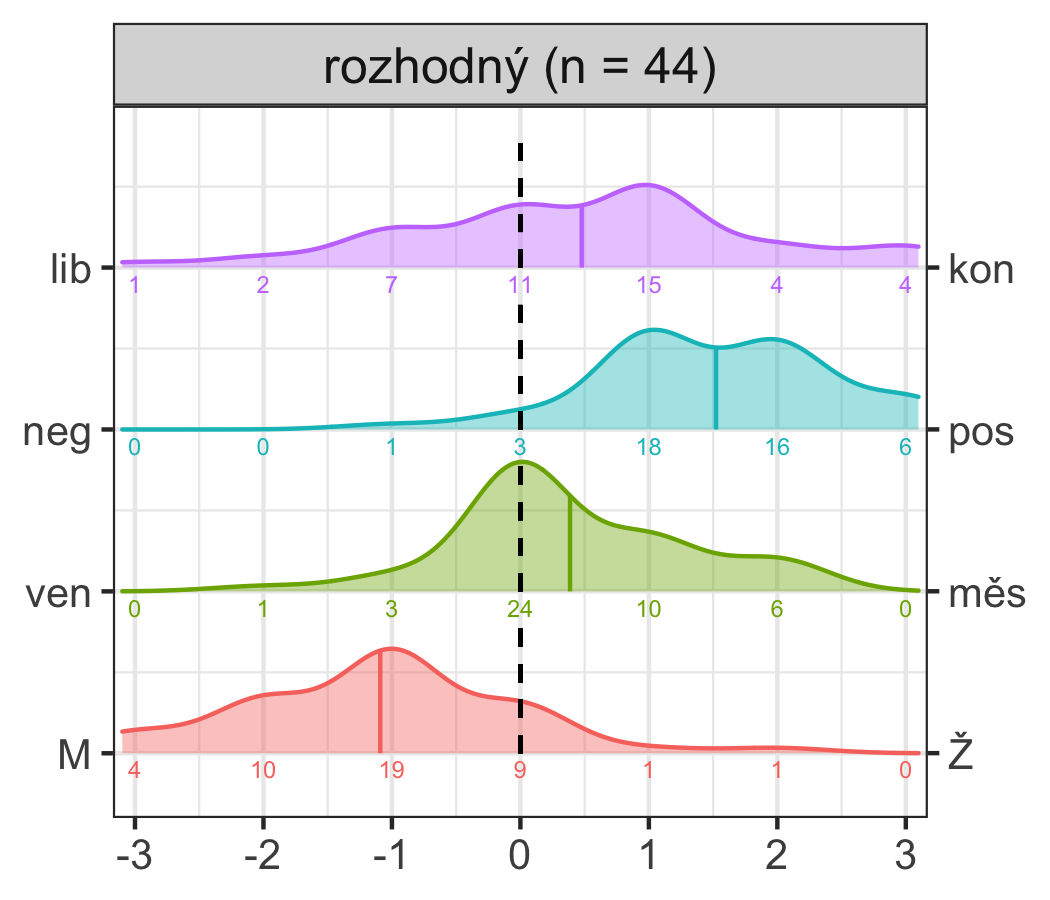 rozhodný (n = 44)
lib kon
1 2 7 11 15 4 4
neg pos
0 0 1 3 18 16 6
ven měs
0 1 3 24 10 6 0
M Ž
4 10 19 9 1 1 0
-3 -2 -1 0 1 2 3